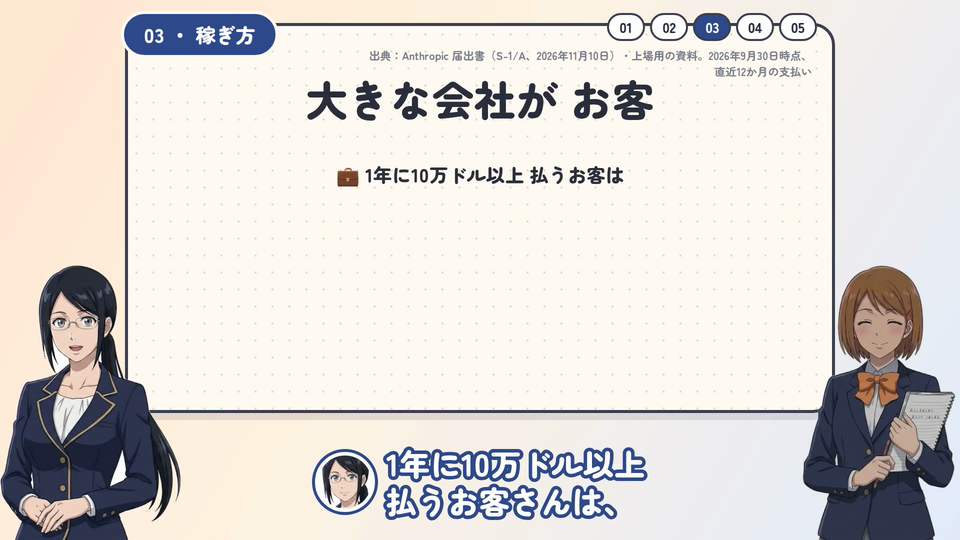 03 ・ 稼ぎ方
01 02 03 04 05
出典：Anthropic 届出書（S-1/A、2026年11月10日）・上場用の資料。2026年9月30日時点、
直近12か月の支払い
大きな会社が お客
1年に10万ドル以上 払うお客は
1年に10万ドル以上
払うお客さんは、